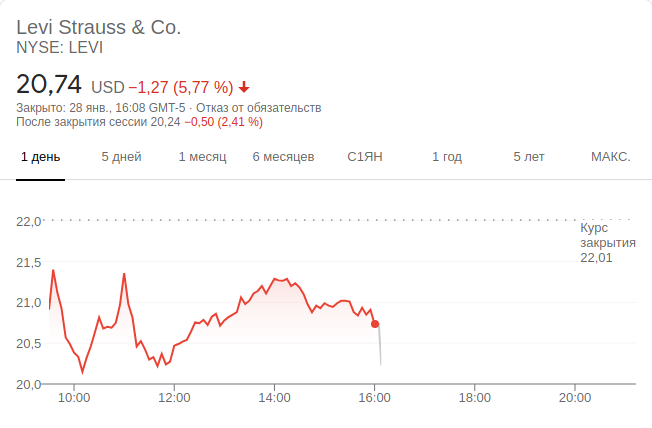 Levi Strauss & Co.
NYSE: LEVI
20,74 USD −1,27 (5,77 %)
Закрыто: 28 янв., 16:08 GMT-5 · Отказ от обязательств
После закрытия сессии 20,24 −0,50 (2,41 %)
1 день 5 дней 1 месяц 6 месяцев С1ЯН 1 год 5 лет МАКС.
22,0
Курс
закрытия
22,01
21,5
21,0
20,5
20,0
10:00 12:00 14:00 16:00 18:00 20:00